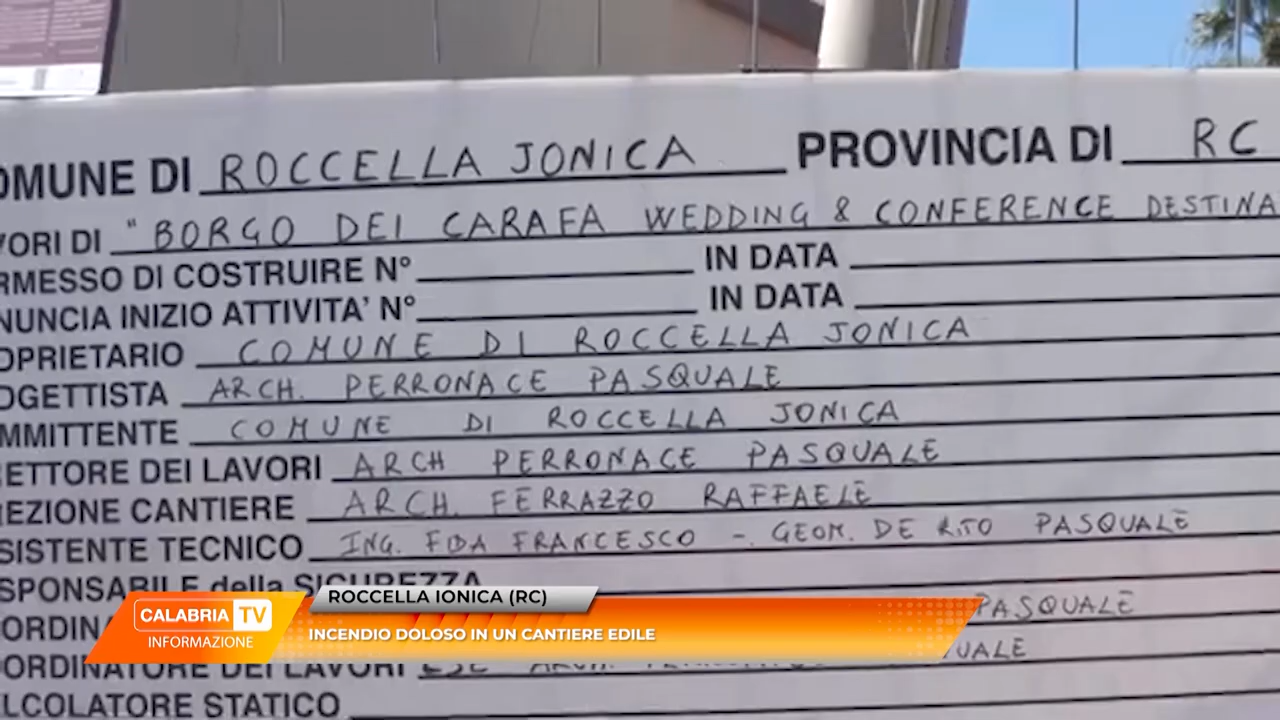 OMUNE DI ROCCELLA JONICA PROVINCIA DI RC
VORI DI "BORGO DEI CARAFA WEDDING & CONFERENCE DESTINA
RMESSO DI COSTRUIRE N° IN DATA
NUNCIA INIZIO ATTIVITA' N° IN DATA
OPRIETARIO COMUNE DI ROCCELLA JONICA
OGETTISTA ARCH. PERRONACE PASQUALE
MMITTENTE COMUNE DI ROCCELLA JONICA
RETTORE DEI LAVORI ARCH PERRONACE PASQUALE
EZIONE CANTIERE ARCH. FERRAZZO RAFFAELE
SISTENTE TECNICO ING. FDA FRANCESCO - GEOM. DE RITO PASQUALE
SPONSABILE della SICUREZZA
ORDINA PASQUALE
OORDINATORE DEI LAVORI ESE UALE
LCOLATORE STATICO
ROCCELLA IONICA (RC)
CALABRIA TV
INFORMAZIONE
INCENDIO DOLOSO IN UN CANTIERE EDILE